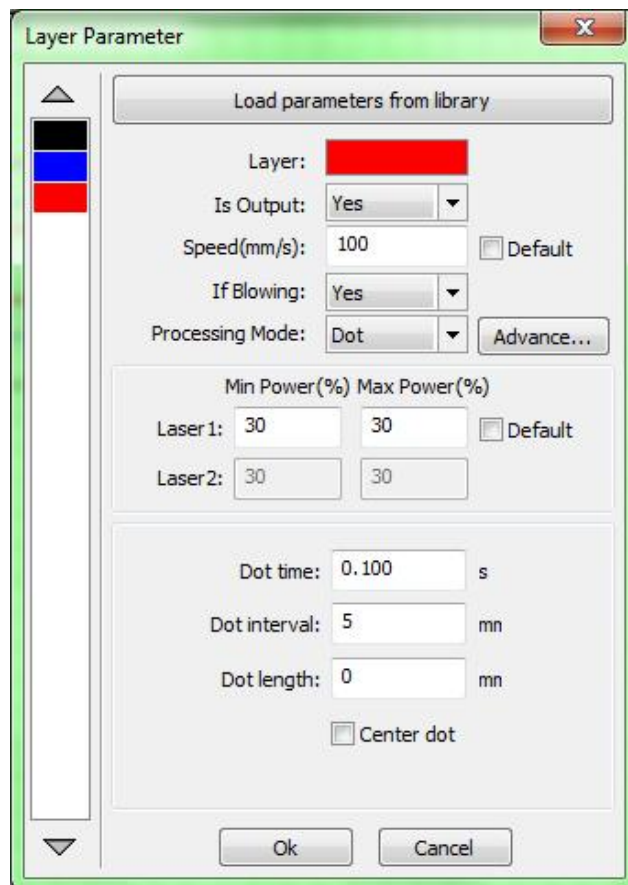 Layer Parameter
Load parameters from library
Layer:
Is Output: Yes
Speed(mm/s): 100 Default
If Blowing: Yes
Processing Mode: Dot Advance...
Min Power(%) Max Power(%)
Laser1: 30 30 Default
Laser2: 30 30
Dot time: 0.100 s
Dot interval: 5 mn
Dot length: 0 mn
Center dot
Ok Cancel